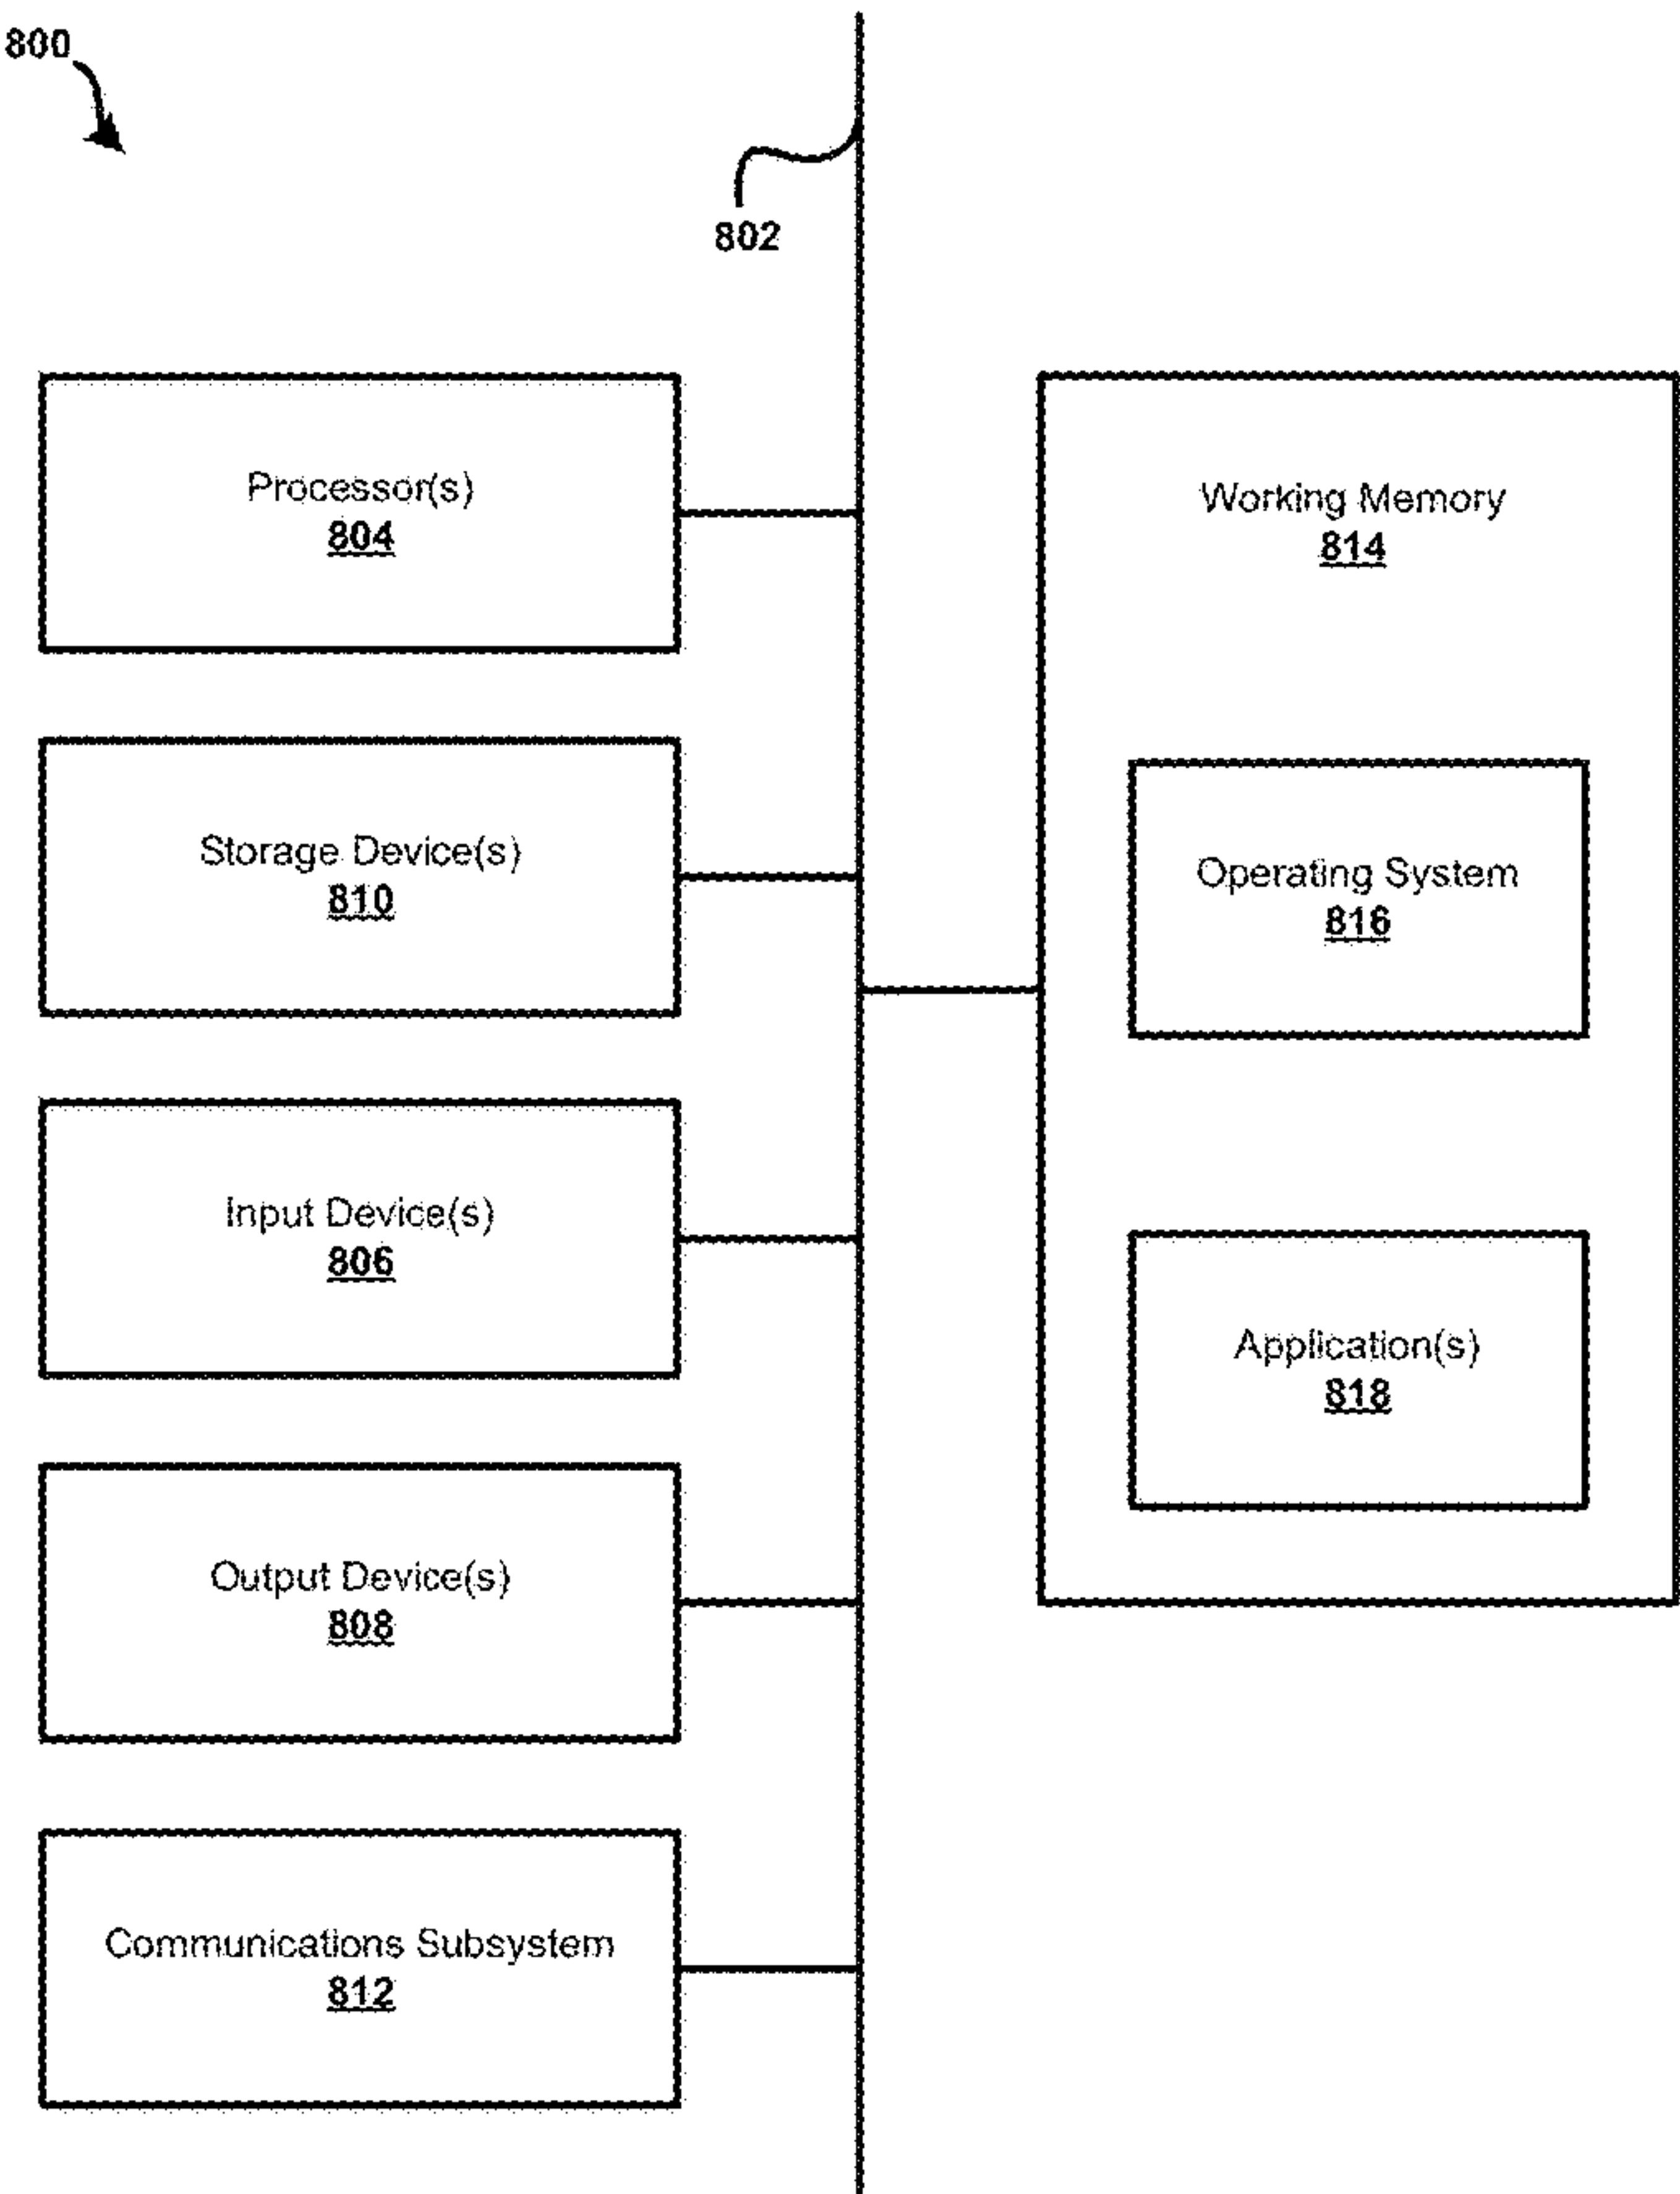 800
802
Processor(s)
804
Storage Device(s)
810
Input Device(s)
806
Output Device(s)
808
Communications Subsystem
812
Working Memory
814
Operating System
816
Application(s)
818